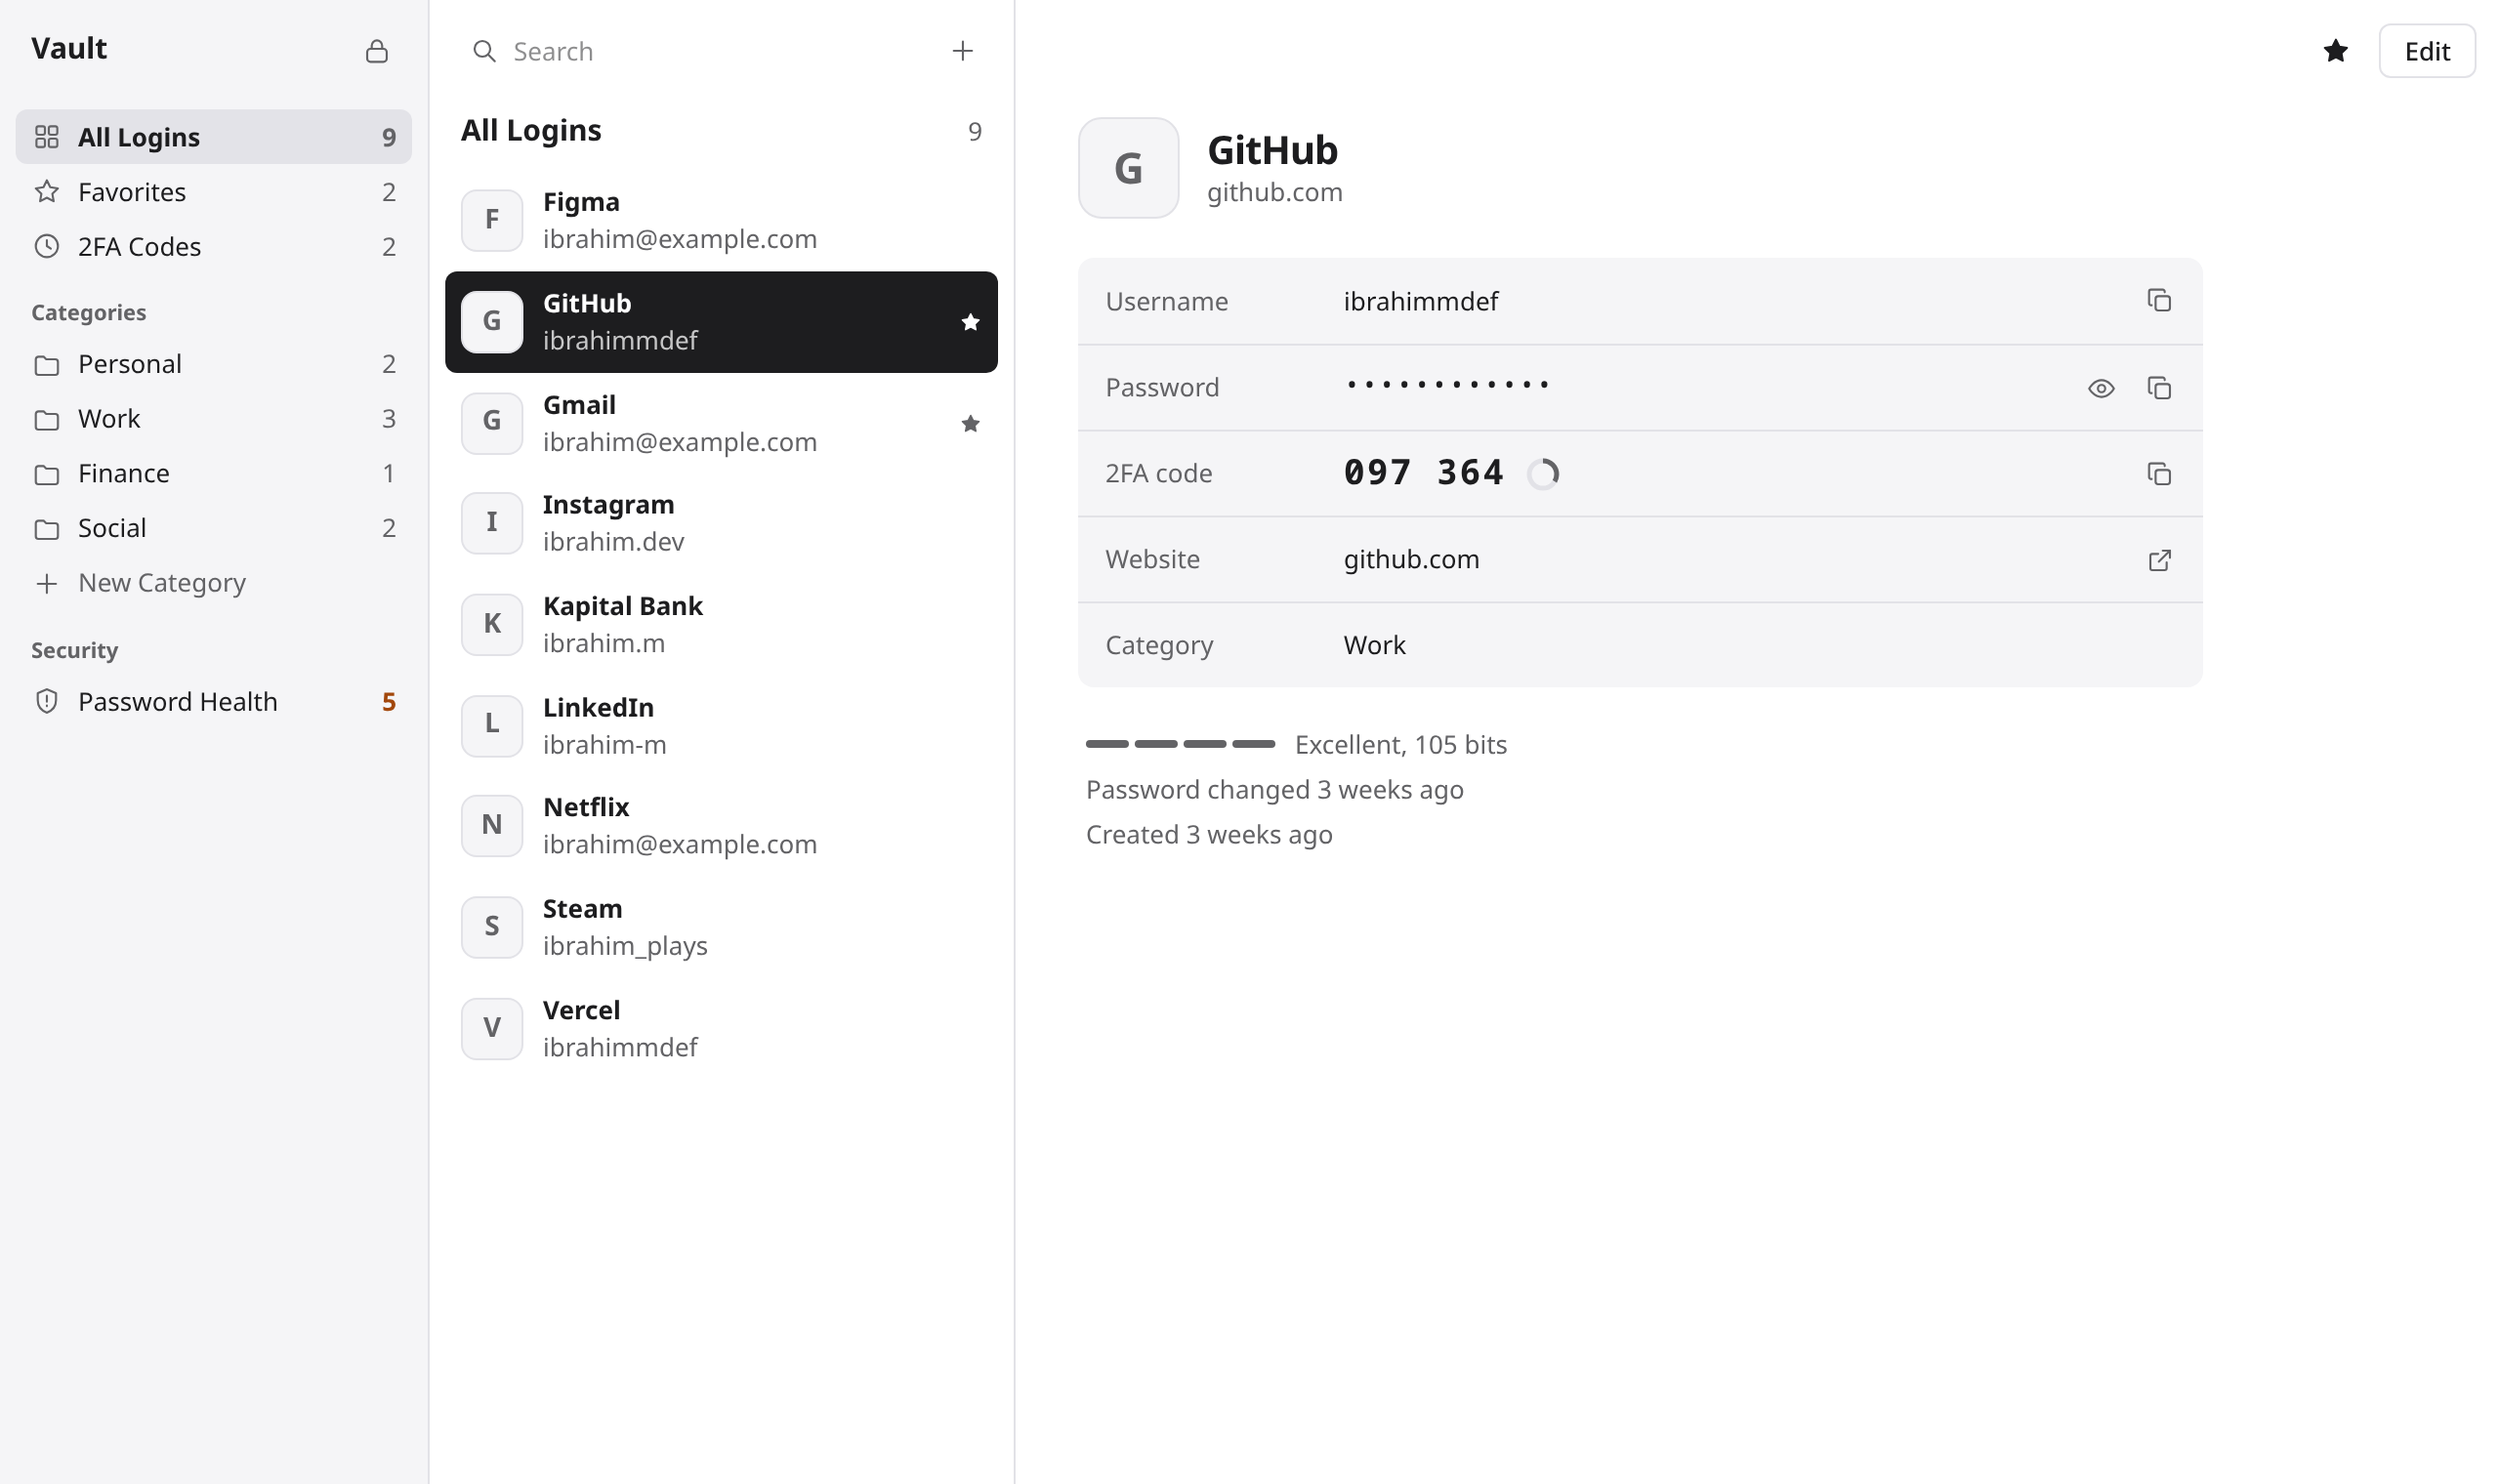 Vault
All Logins 9
Favorites 2
2FA Codes 2
Categories
Personal 2
Work 3
Finance 1
Social 2
New Category
Security
Password Health 5
Search
All Logins 9
F
Figma
ibrahim@example.com
G
GitHub
ibrahimmdef
G
Gmail
ibrahim@example.com
I
Instagram
ibrahim.dev
K
Kapital Bank
ibrahim.m
L
LinkedIn
ibrahim-m
N
Netflix
ibrahim@example.com
S
Steam
ibrahim_plays
V
Vercel
ibrahimmdef
Edit
G
GitHub
github.com
Username ibrahimmdef
Password ••••••••••••
2FA code 097 364
Website github.com
Category Work
Excellent, 105 bits
Password changed 3 weeks ago
Created 3 weeks ago